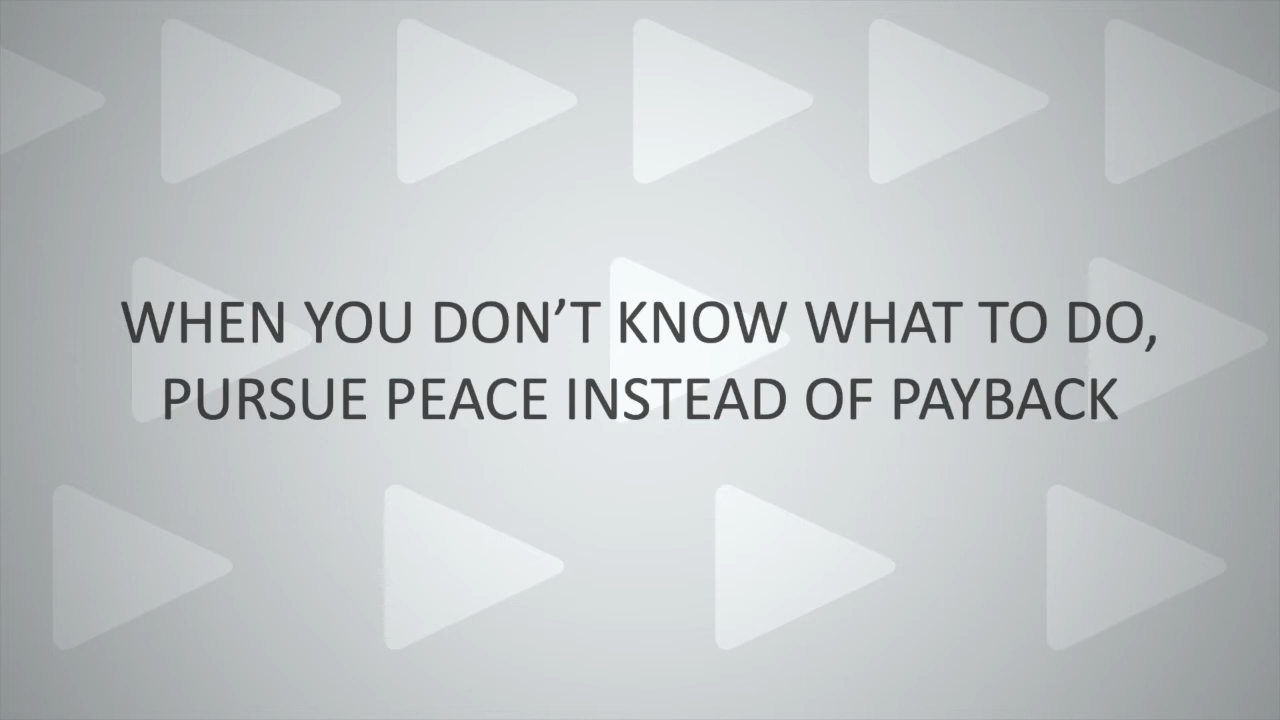 WHEN YOU DON’T KNOW WHAT TO DO,
PURSUE PEACE INSTEAD OF PAYBACK